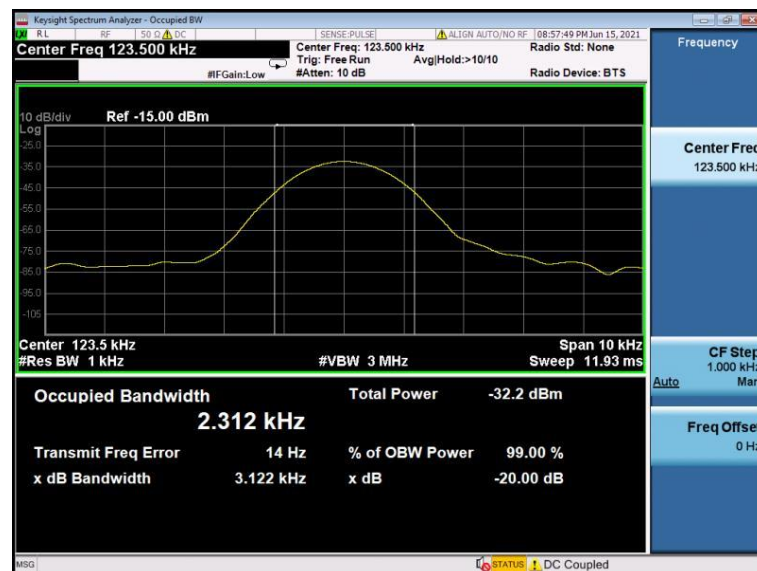 Keysight Spectrum Analyzer - Occupied BW
LXI RL RF 50 Ω DC SENSE:PULSE ALIGN AUTO/NO RF 08:57:49 PM Jun 15, 2021
Center Freq 123.500 kHz
Center Freq: 123.500 kHz
Radio Std: None
Trig: Free Run
Avg|Hold:>10/10
#IFGain:Low
#Atten: 10 dB
Radio Device: BTS
10 dB/div
Ref -15.00 dBm
Log
-25.0
-35.0
-45.0
-55.0
-65.0
-75.0
-85.0
-95.0
-105
Center 123.5 kHz
Span 10 kHz
#Res BW 1 kHz
#VBW 3 MHz
Sweep 11.93 ms
Occupied Bandwidth
Total Power -32.2 dBm
2.312 kHz
Transmit Freq Error 14 Hz
% of OBW Power 99.00 %
x dB Bandwidth 3.122 kHz
x dB -20.00 dB
Frequency
Center Freq
123.500 kHz
CF Step
1.000 kHz
Auto Man
Freq Offset
0 Hz
MSG
STATUS
DC Coupled